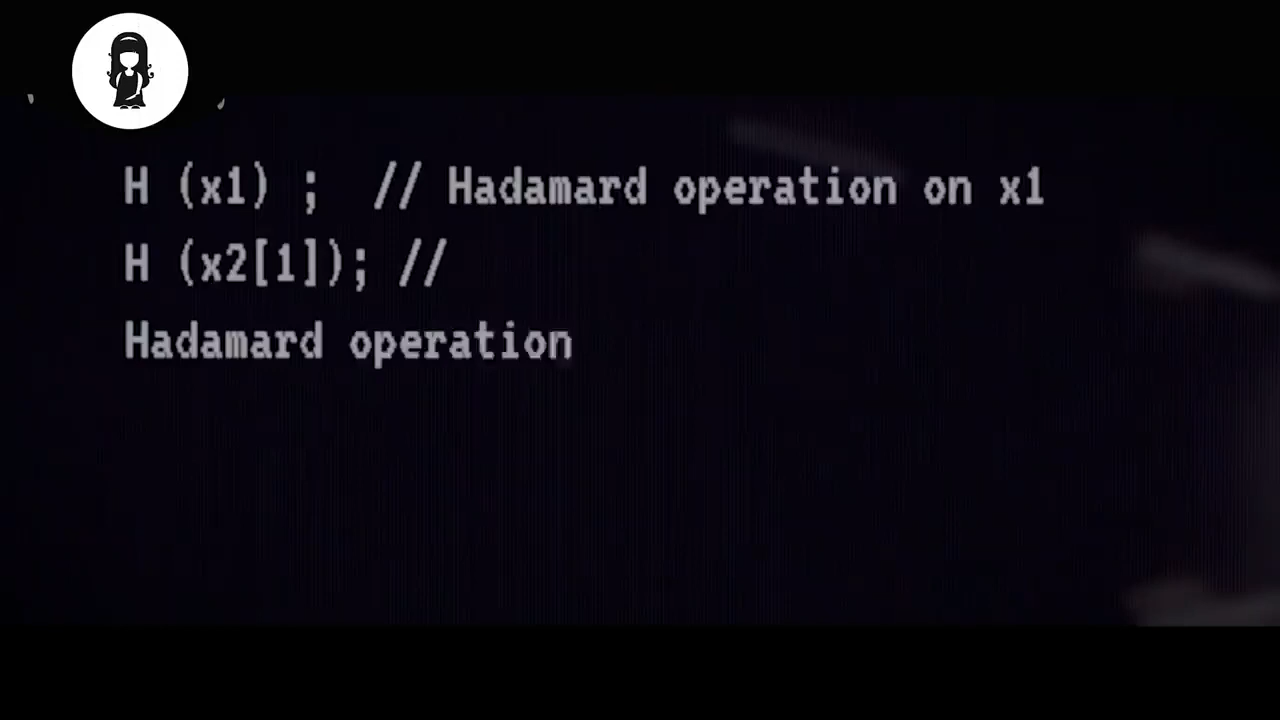 H (x1) ;  // Hadamard operation on x1
H (x2[1]); //
Hadamard operation